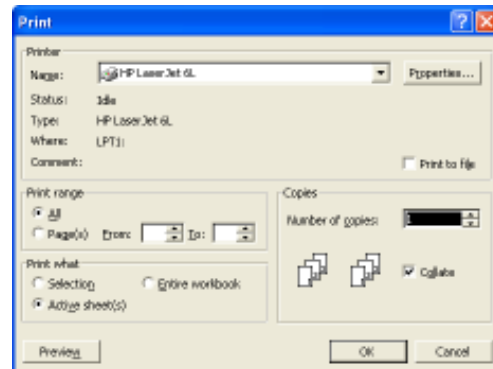 Print
Printer
Name: HP LaserJet 6L Properties...
Status: Idle
Type: HP LaserJet 6L
Where: LPT1:
Comment: Print to file
Print range
All
Page(s) From: To:
Copies
Number of copies: 1
Collate
Print what
Selection Entire workbook
Active sheet(s)
Preview OK Cancel